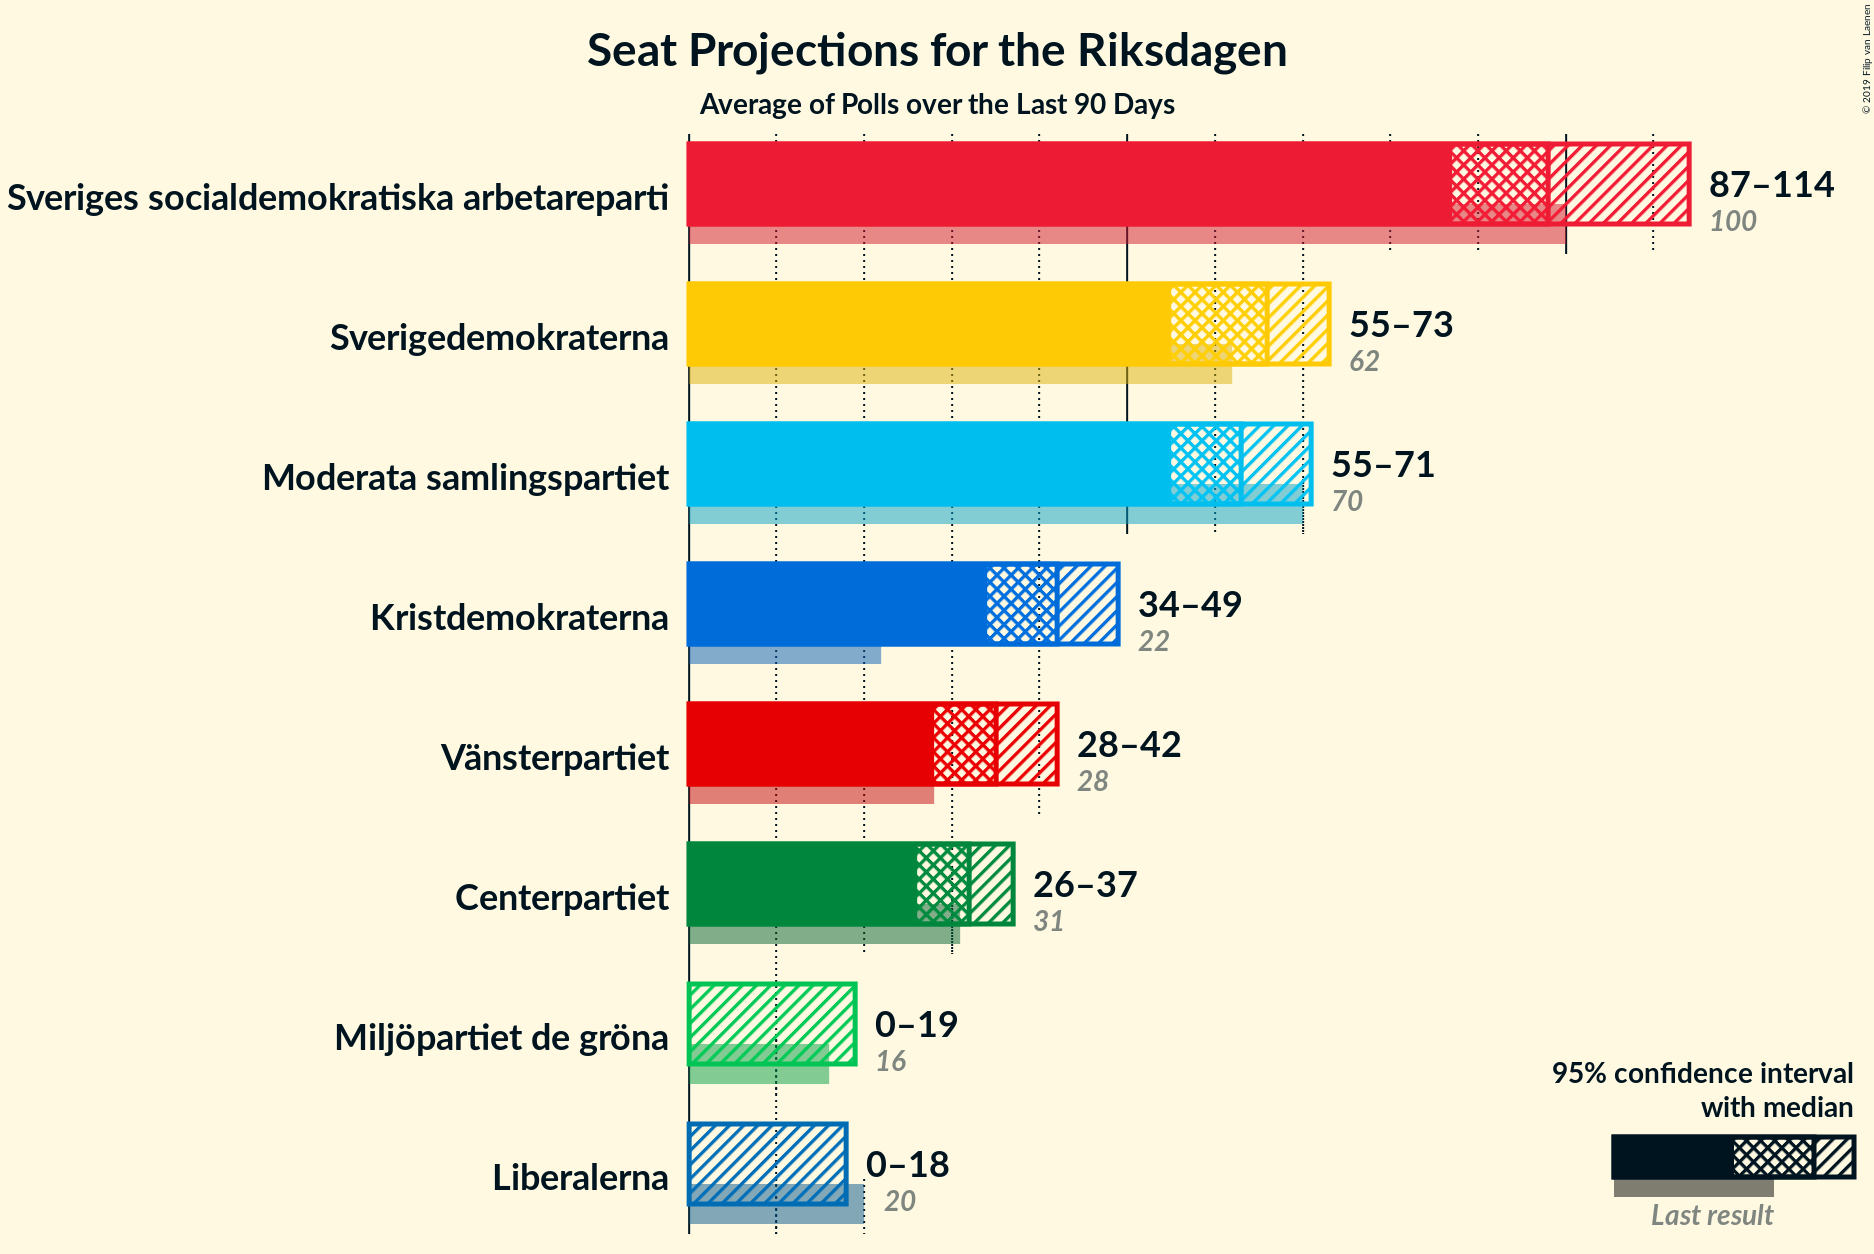 Seat Projections for the Riksdagen
Average of Polls over the Last 90 Days
© 2019 Filip van Laenen
Sveriges socialdemokratiska arbetareparti
87–114
100
Sverigedemokraterna
55–73
62
Moderata samlingspartiet
55–71
70
Kristdemokraterna
34–49
22
Vänsterpartiet
28–42
28
Centerpartiet
26–37
31
Miljöpartiet de gröna
0–19
16
Liberalerna
0–18
20
95% confidence interval
with median
Last result